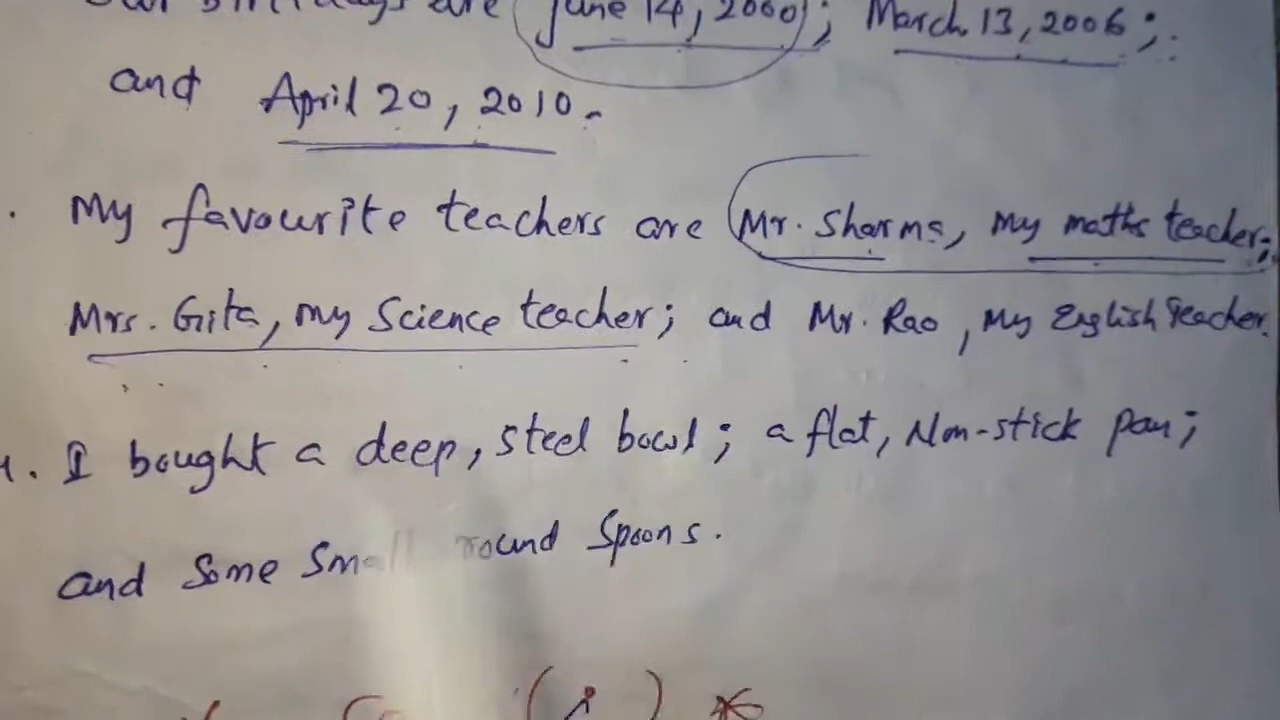 are June 14, 2000; March 13, 2006;
and April 20, 2010.
. My favourite teachers are Mr. Sharma, my maths teacher;
Mrs. Gita, my Science teacher; and Mr. Rao, my English teacher.
I bought a deep, steel bowl; a flat, Non-stick pan;
and Some Small round Spoons.
(i) *